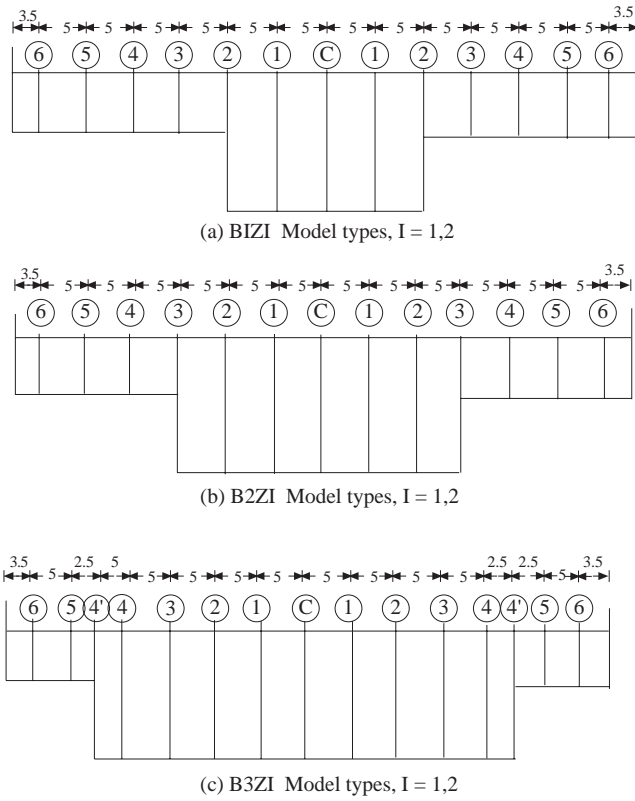 3.5 5 5 5 5 5 5 5 5 5 5 5 5 3.5
6 5 4 3 2 1 C 1 2 3 4 5 6
(a) BIZI Model types, I = 1,2
3.5 5 5 5 5 5 5 5 5 5 5 5 5 3.5
6 5 4 3 2 1 C 1 2 3 4 5 6
(b) B2ZI Model types, I = 1,2
3.5 5 2.5 5 5 5 5 5 5 5 5 5 2.5 2.5 5 3.5
6 5 4' 4 3 2 1 C 1 2 3 4 4' 5 6
(c) B3ZI Model types, I = 1,2